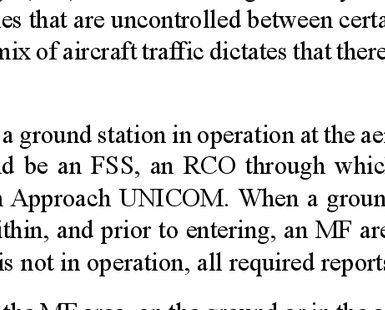 es that are uncontrolled between certa
mix of aircraft traffic dictates that there
a ground station in operation at the ae
d be an FSS, an RCO through whic
Approach UNICOM. When a groun
ithin, and prior to entering, an MF are
is not in operation, all required reports
the MF area, on the ground or in the a